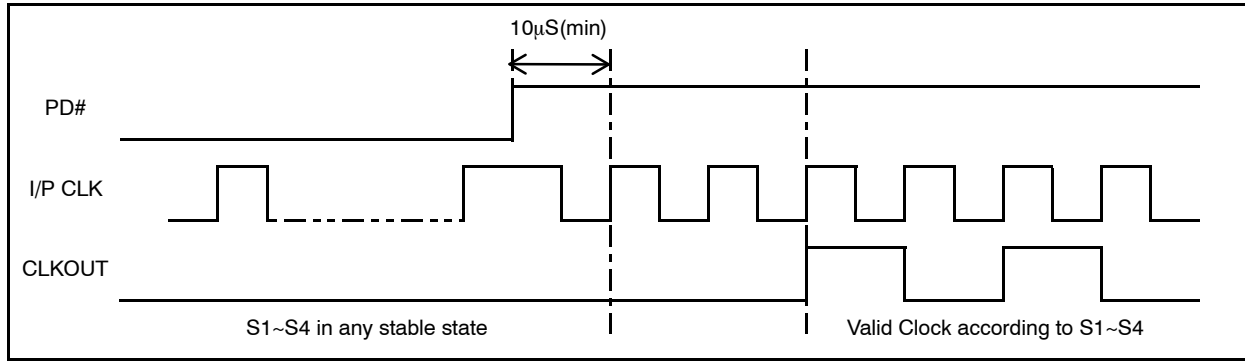 10μS(min)
PD#
I/P CLK
CLKOUT
S1~S4 in any stable state
Valid Clock according to S1~S4